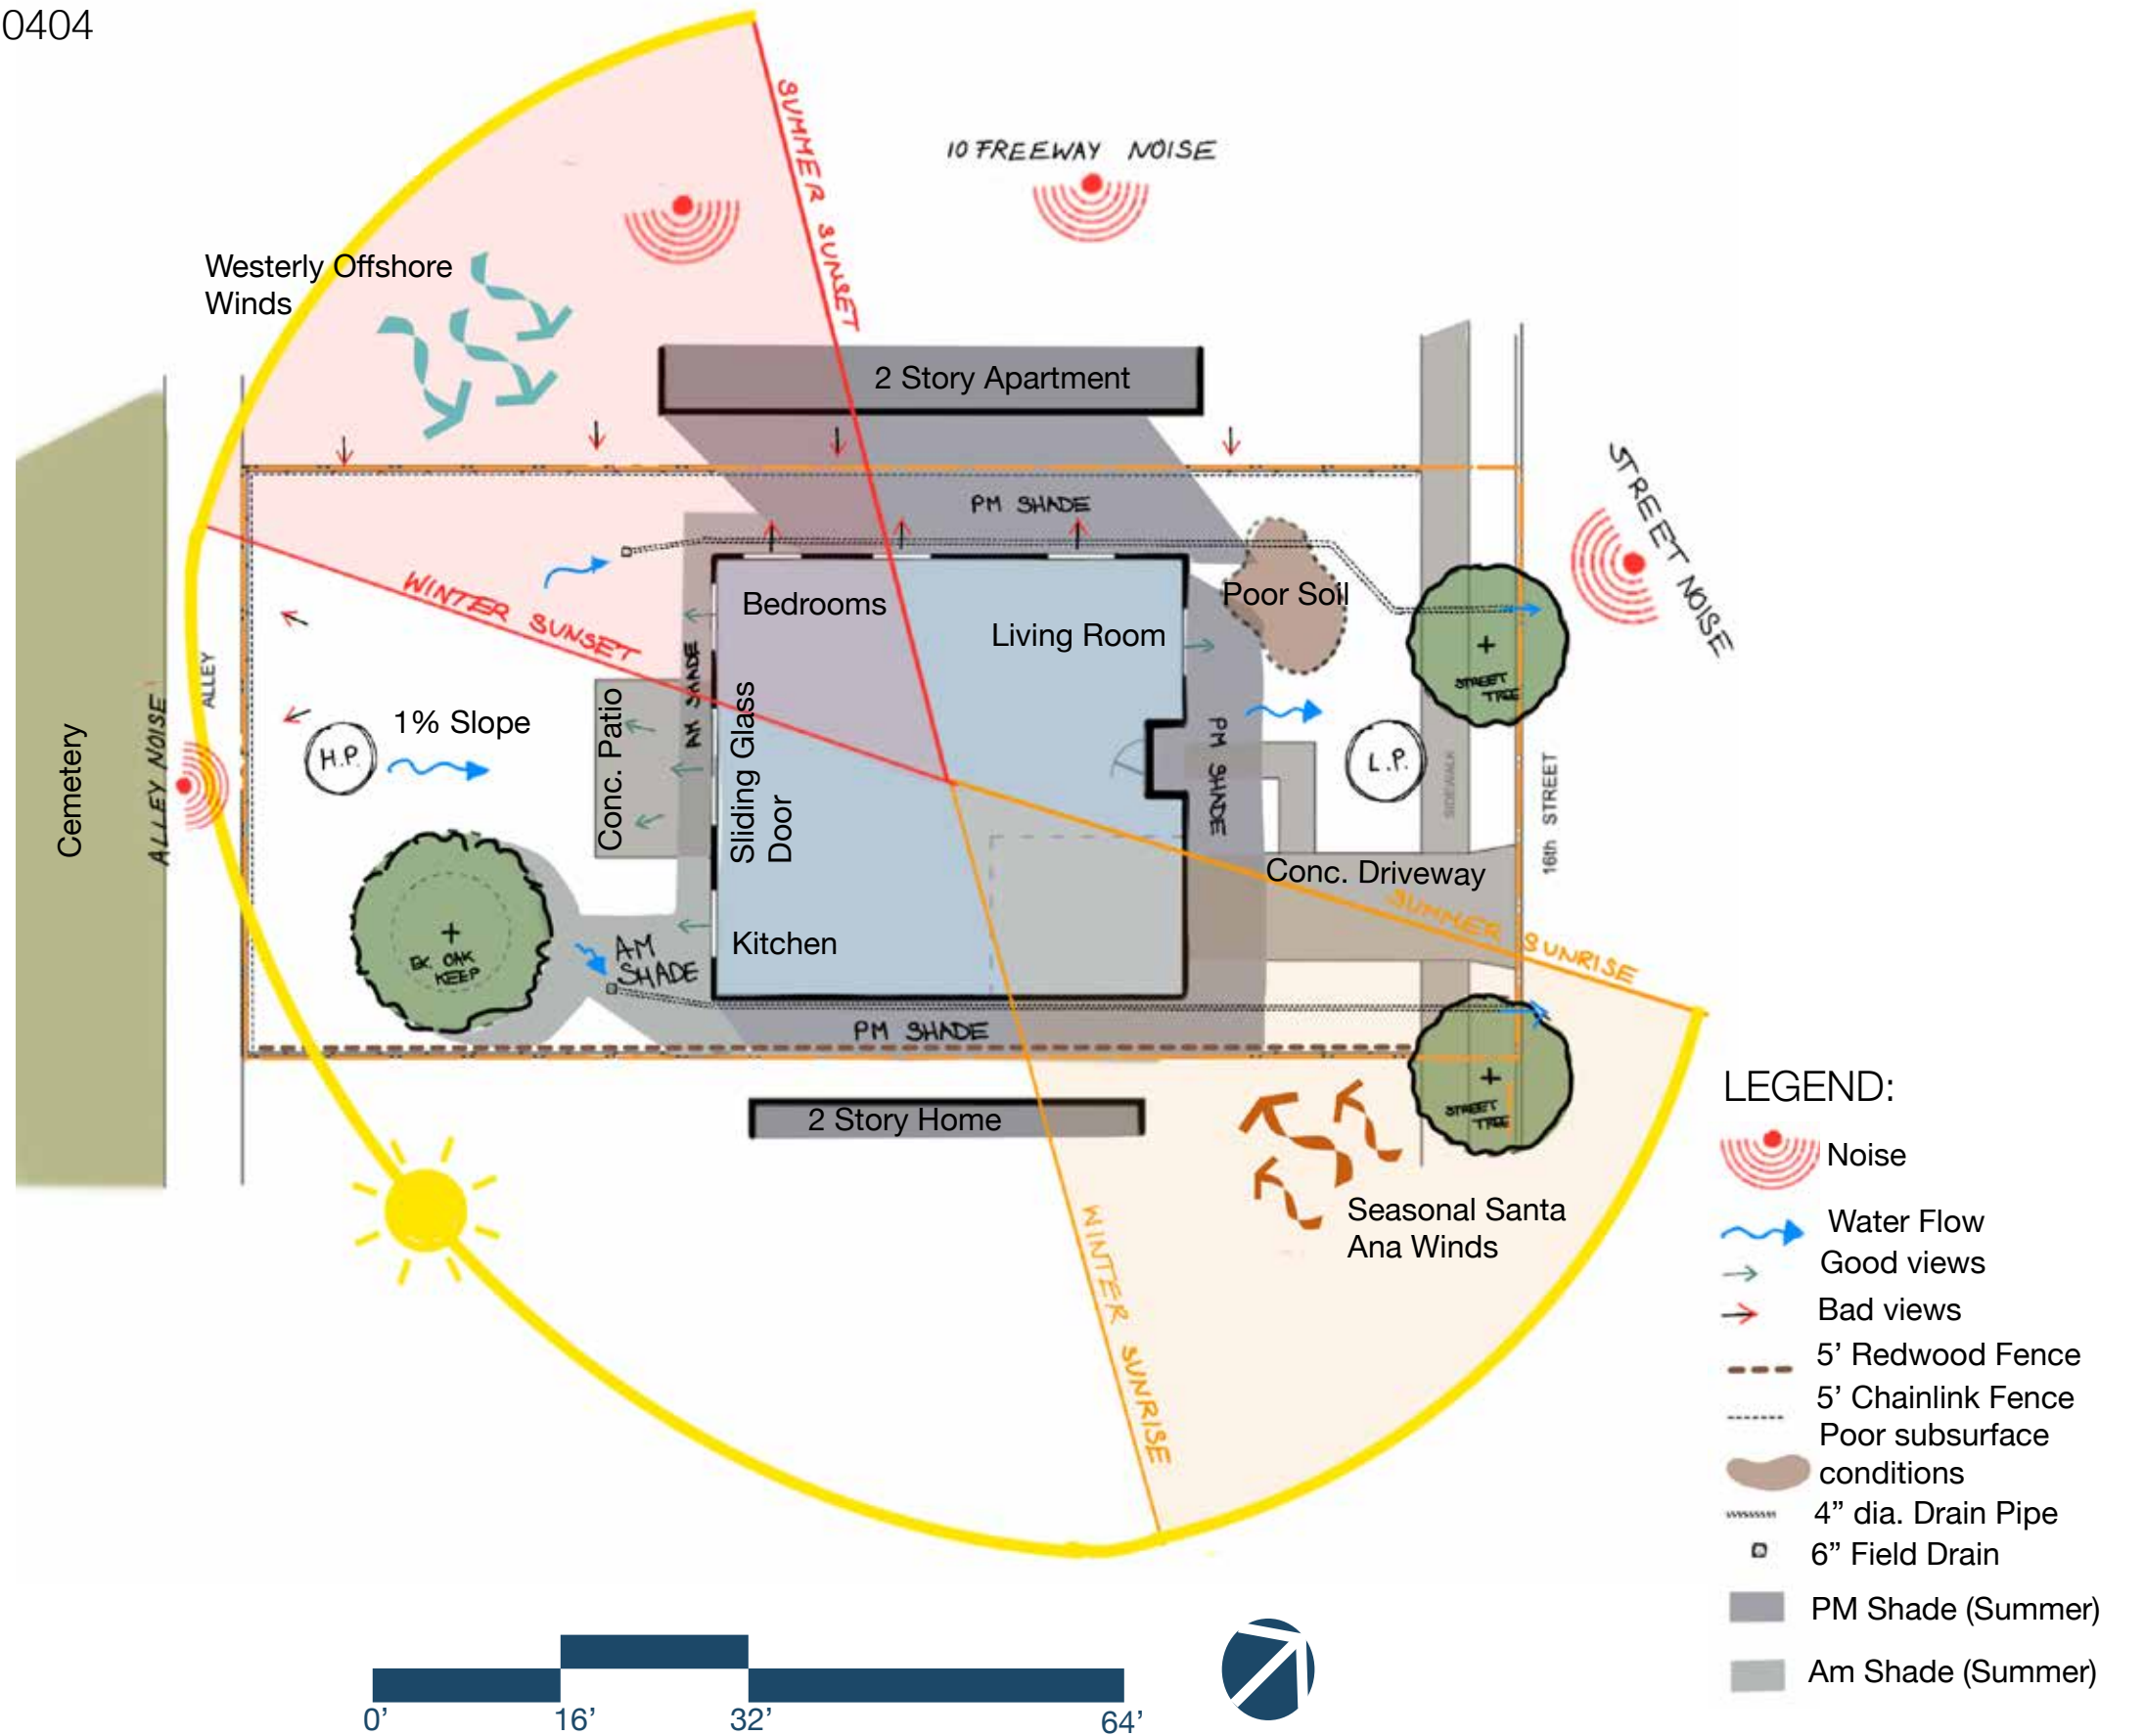 0404
SUMMER SUNSET
10 FREEWAY NOISE
Westerly Offshore
Winds
2 Story Apartment
STREET NOISE
PM SHADE
WINTER SUNSET
Bedrooms
Living Room
Poor Soil
STREET
TREE
ALLEY
ALLEY NOISE
Cemetery
H.P.
1% Slope
Conc. Patio
AM SHADE
Sliding Glass
Door
PM SHADE
L.P.
SIDEWALK
16th STREET
Conc. Driveway
SUMMER SUNRISE
EX. OAK
KEEP
AM
SHADE
Kitchen
PM SHADE
STREET
TREE
2 Story Home
Seasonal Santa
Ana Winds
WINTER SUNRISE
LEGEND:
Noise
Water Flow
Good views
Bad views
5’ Redwood Fence
5’ Chainlink Fence
Poor subsurface
conditions
4” dia. Drain Pipe
6” Field Drain
PM Shade (Summer)
Am Shade (Summer)
0’ 16’ 32’ 64’